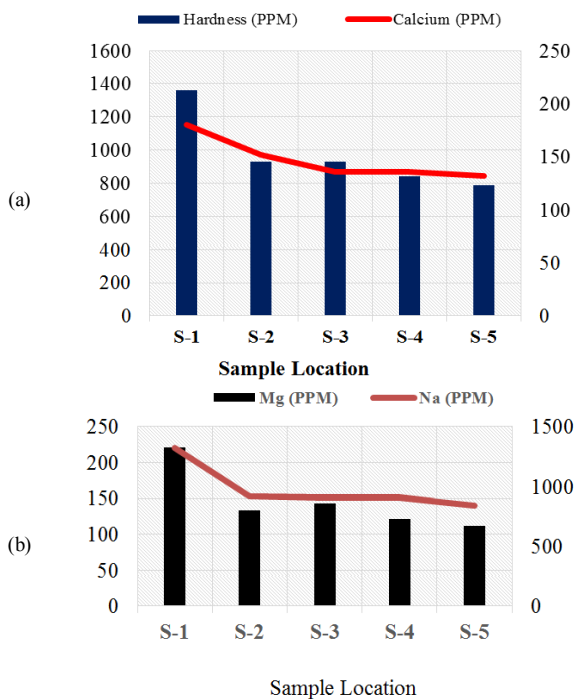 Hardness (PPM) Calcium (PPM)
1600 250
1400
200
1200
1000 150
(a)
800
100
600
400
50
200
0 0
S-1 S-2 S-3 S-4 S-5
Sample Location
Mg (PPM) Na (PPM)
250 1500
200
1000
150
(b)
100
500
50
0 0
S-1 S-2 S-3 S-4 S-5
Sample Location